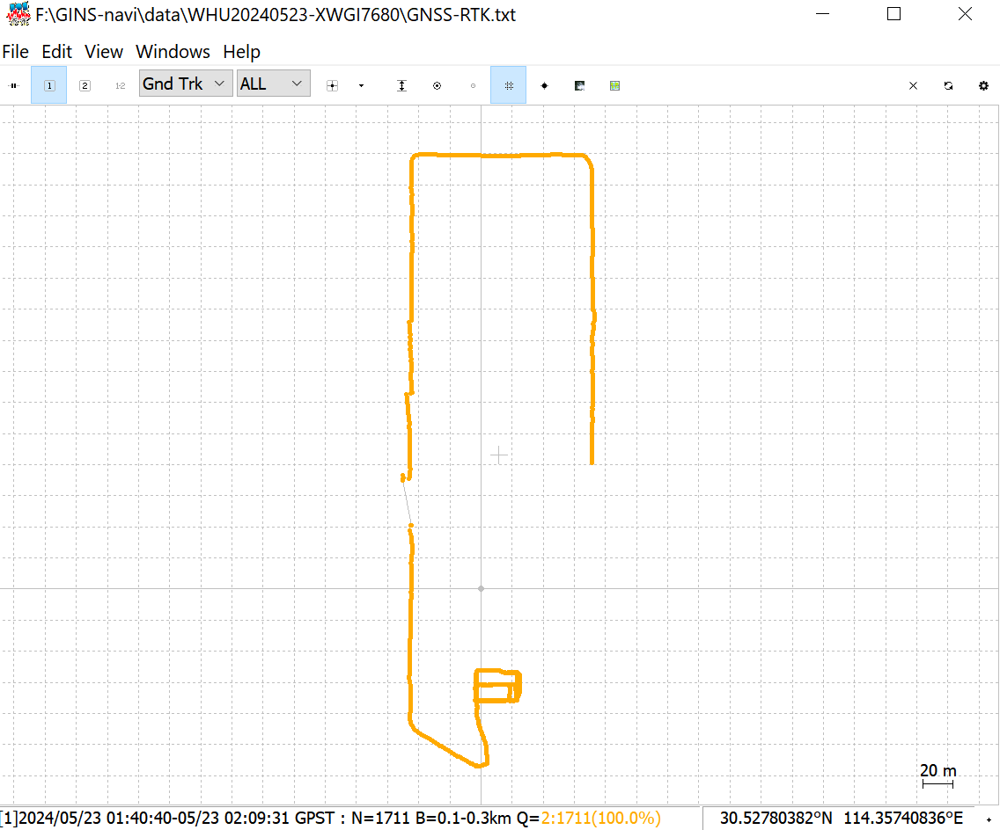 F:\GINS-navi\data\WHU20240523-XWGI7680\GNSS-RTK.txt
File Edit View Windows Help
1 2 1-2 Gnd Trk ALL
20 m
[1]2024/05/23 01:40:40-05/23 02:09:31 GPST : N=1711 B=0.1-0.3km Q=2:1711(100.0%) 30.52780382°N 114.35740836°E